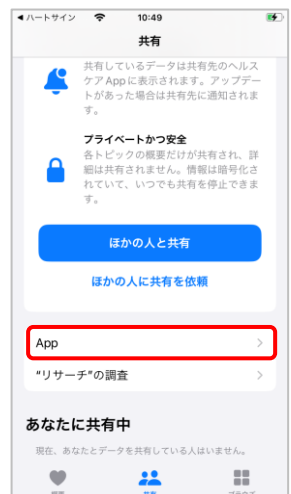 ◀ハートサイン 10:49
共有
共有しているデータは共有先のヘルス
ケア Appに表示されます。アップデー
トがあった場合は共有先に通知されま
す。
プライベートかつ安全
各トピックの概要だけが共有され、詳
細は共有されません。情報は暗号化さ
れていて、いつでも共有を停止できま
す。
ほかの人と共有
ほかの人に共有を依頼
App
“リサーチ”の調査
あなたに共有中
現在、あなたとデータを共有している人はいません。